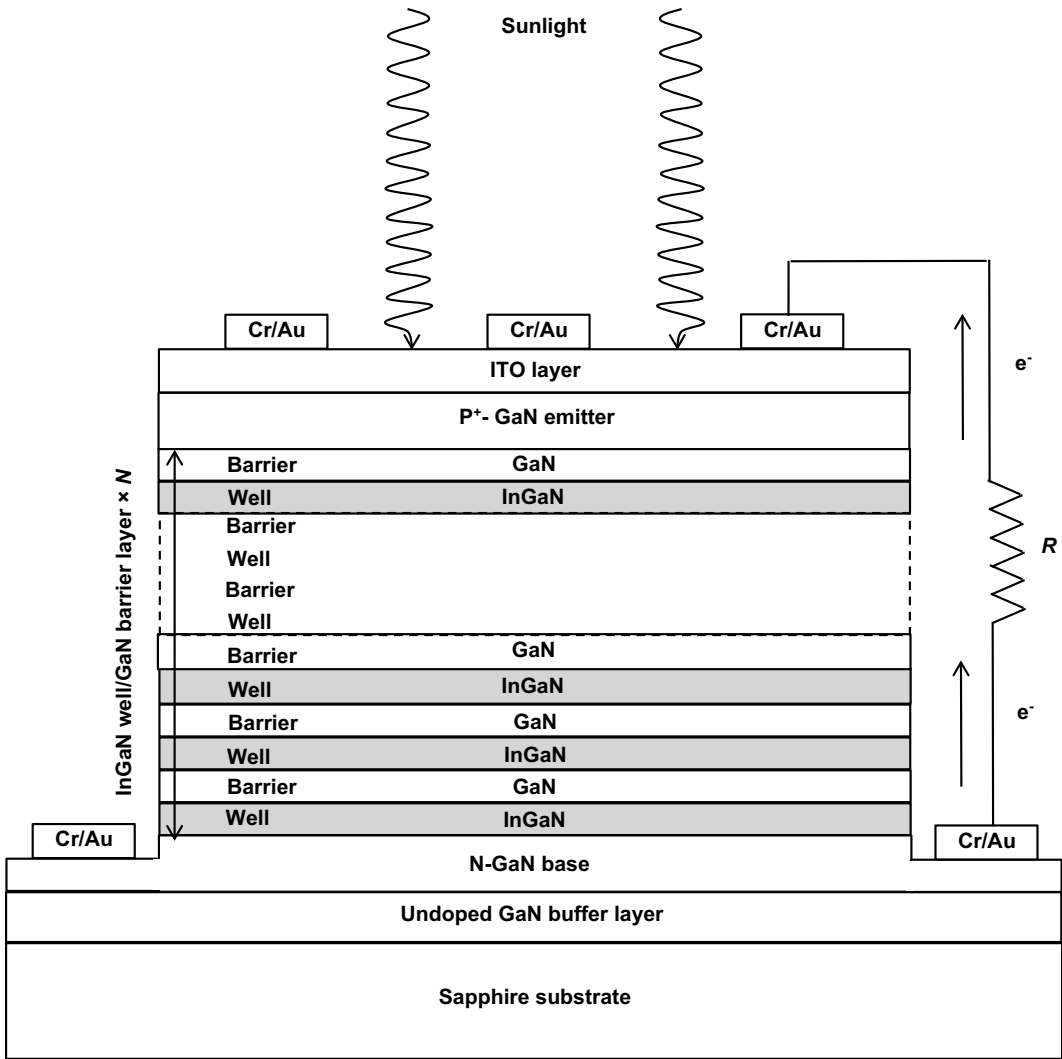 Sunlight
Cr/Au Cr/Au Cr/Au
ITO layer
P⁺- GaN emitter
Barrier GaN
Well InGaN
Barrier
Well
Barrier
Well
Barrier GaN
Well InGaN
Barrier GaN
Well InGaN
Barrier GaN
Well InGaN
InGaN well/GaN barrier layer × N
e⁻
R
e⁻
Cr/Au Cr/Au
N-GaN base
Undoped GaN buffer layer
Sapphire substrate